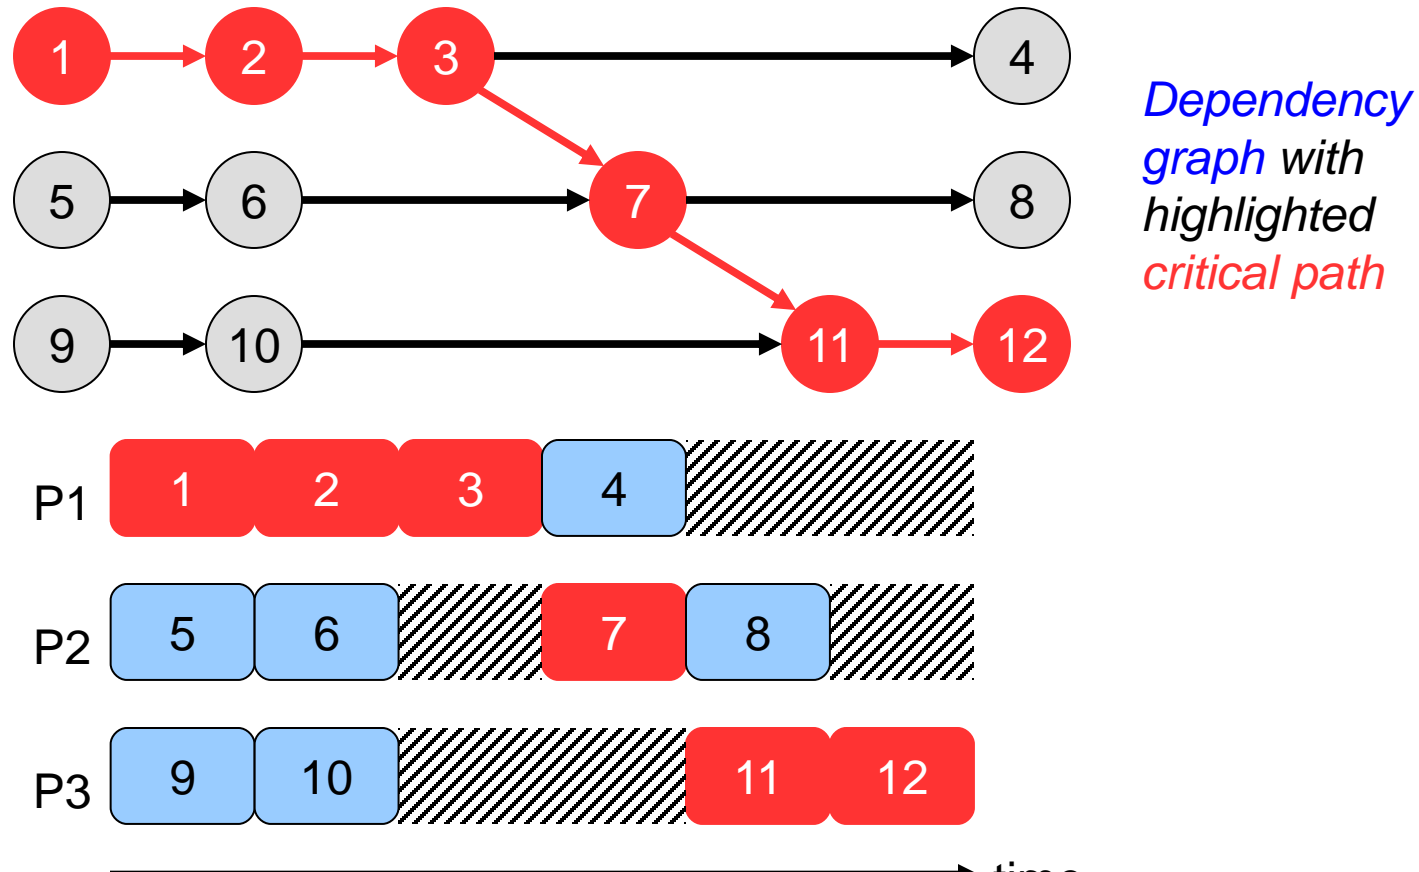 1 2 3 4
Dependency
graph with
highlighted
critical path
5 6 7 8
9 10 11 12
P1 1 2 3 4
P2 5 6 7 8
P3 9 10 11 12
time